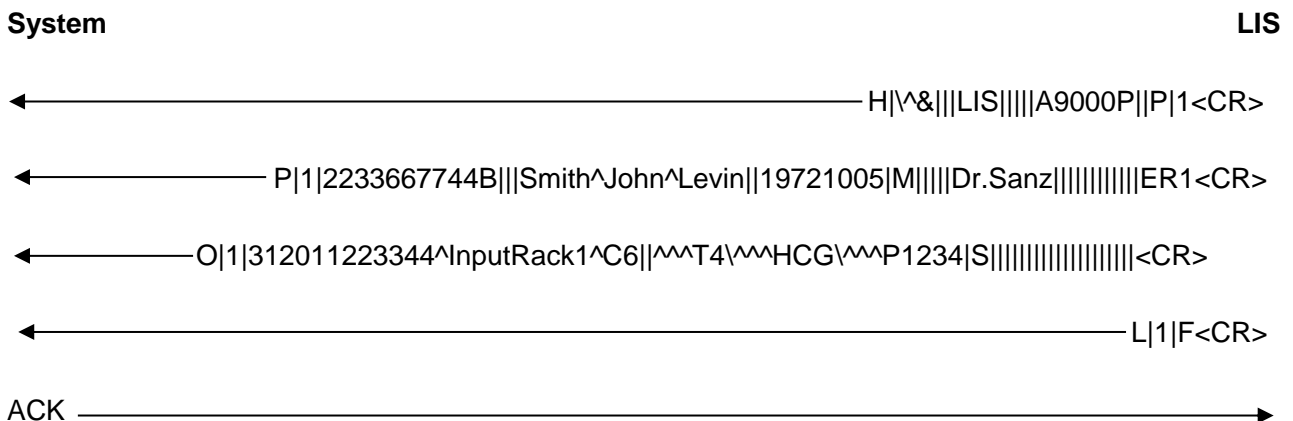 System LIS
H|\^&|||LIS|||||A9000P||P|1<CR>
P|1|2233667744B|||Smith^John^Levin||19721005|M|||||Dr.Sanz||||||||||||ER1<CR>
O|1|312011223344^InputRack1^C6||^^^T4\^^^HCG\^^^P1234|S||||||||||||||||||||<CR>
L|1|F<CR>
ACK